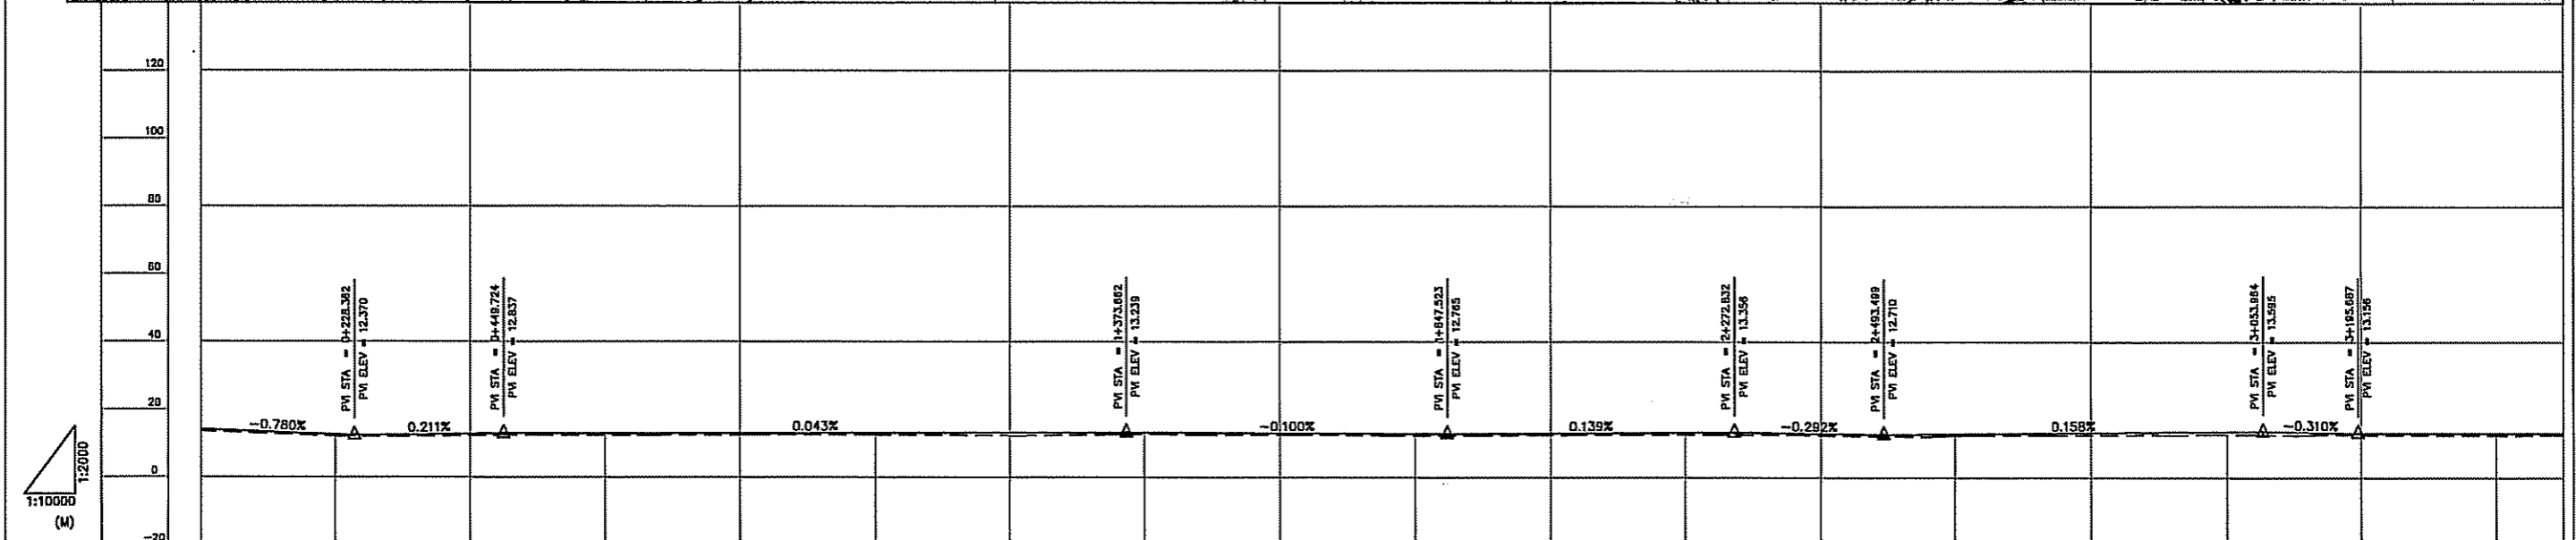 120
100
80
60
40
20
0
-20
1:2000
1:10000
(M)
PVI STA = 0+228.362
PVI ELEV = 12.370
PVI STA = 0+449.724
PVI ELEV = 12.837
PVI STA = 1+373.662
PVI ELEV = 13.239
PVI STA = 1+847.523
PVI ELEV = 12.765
PVI STA = 2+272.832
PVI ELEV = 13.356
PVI STA = 2+493.499
PVI ELEV = 12.710
PVI STA = 3+053.984
PVI ELEV = 13.595
PVI STA = 3+195.687
PVI ELEV = 13.156
-0.780%
0.211%
0.043%
-0.100%
0.139%
-0.292%
0.158%
-0.310%